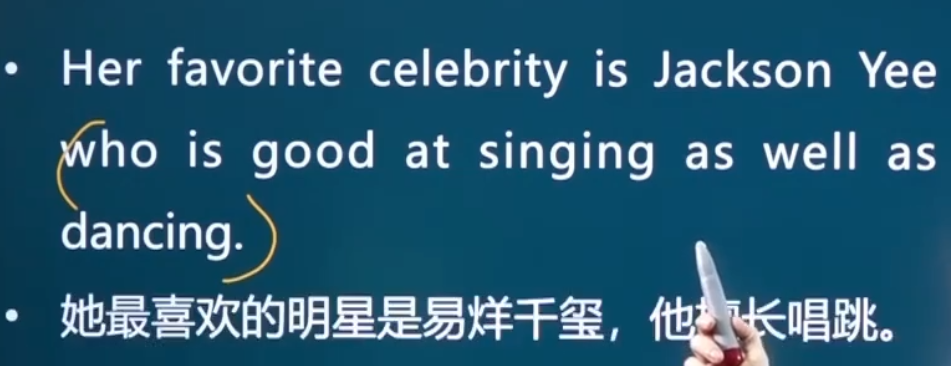 • Her favorite celebrity is Jackson Yee
who is good at singing as well as
dancing.
• 她最喜欢的明星是易烊千玺，他长唱跳。